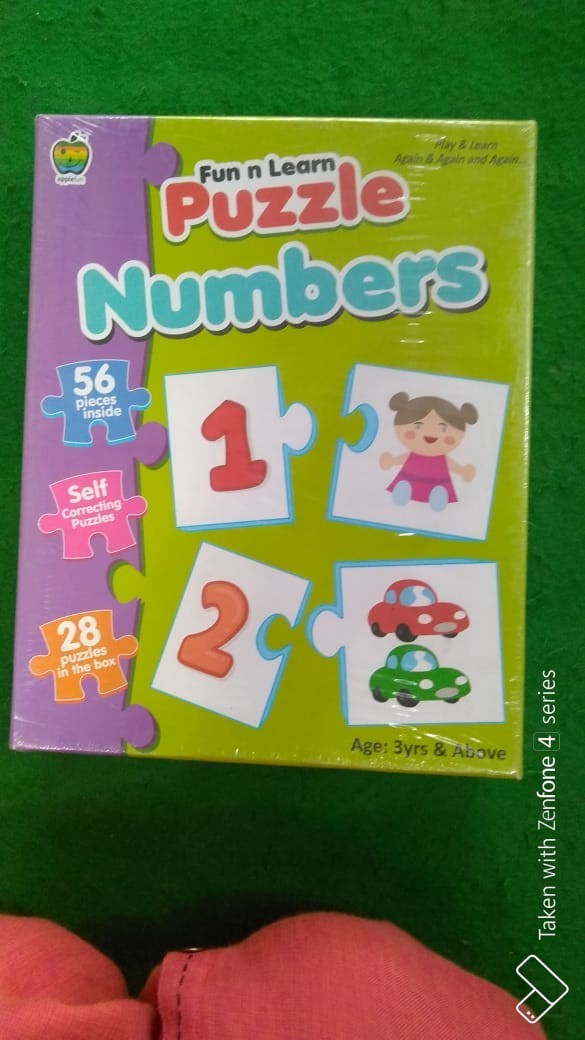 applefun
Play & Learn
Again & Again and Again...
Fun n Learn
Puzzle
Numbers
56
pieces
inside
Self
Correcting
Puzzles
28
puzzles
in the box
1
2
Age: 3yrs & Above
Taken with Zenfone 4 series